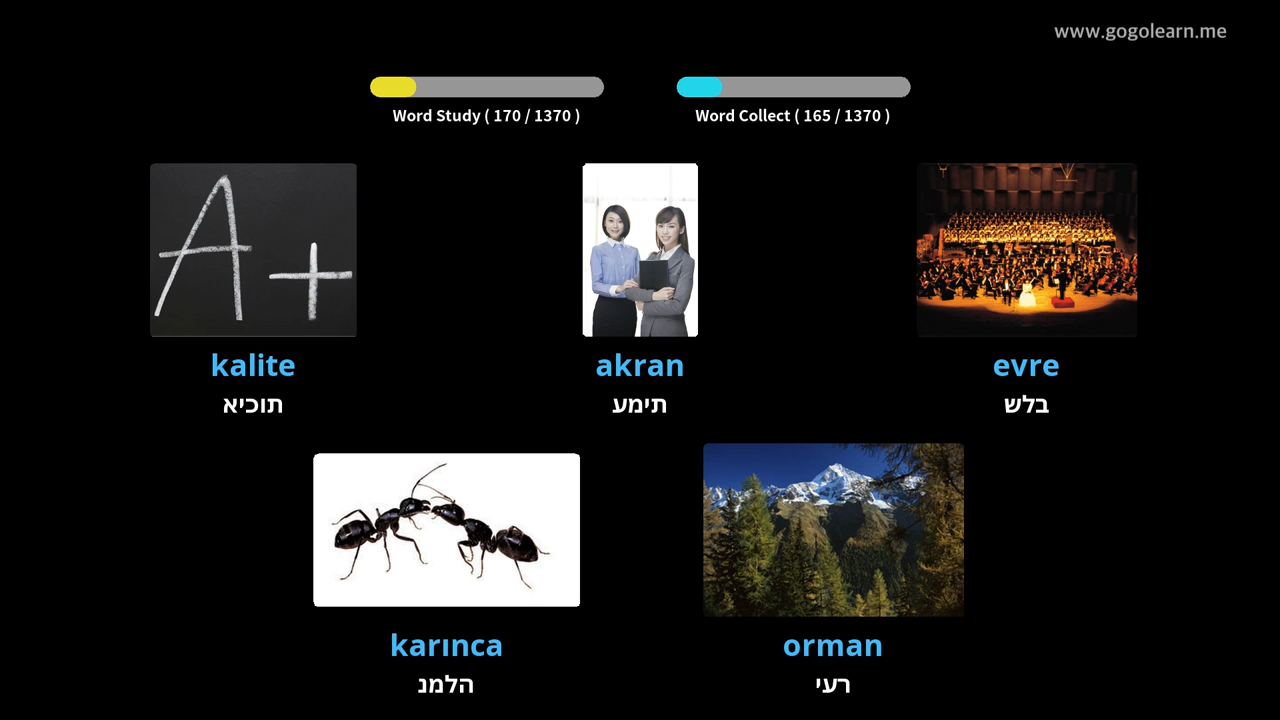 www.gogolearn.me
Word Study ( 170 / 1370 )
Word Collect ( 165 / 1370 )
kalite
תוכיא
akran
תימע
evre
בלש
karınca
הלמנ
orman
רעי